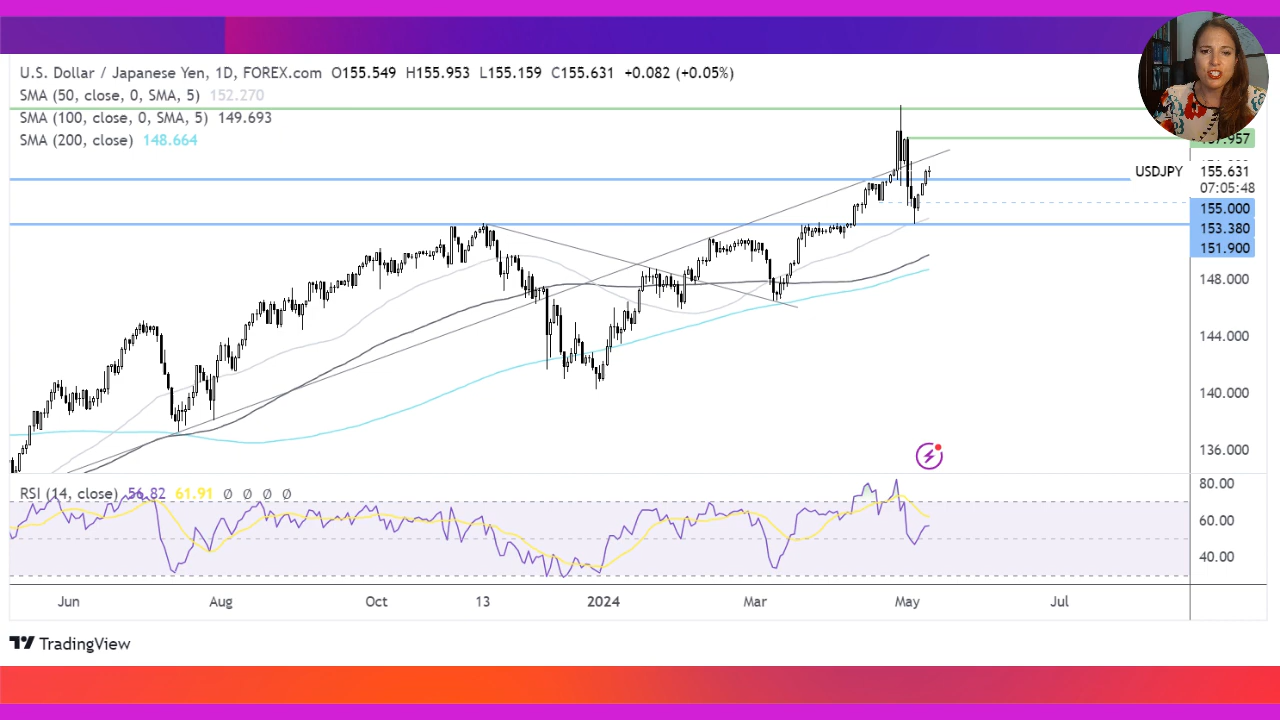 U.S. Dollar / Japanese Yen, 1D, FOREX.com O155.549 H155.953 L155.159 C155.631 +0.082 (+0.05%)
SMA (50, close, 0, SMA, 5) 152.270
SMA (100, close, 0, SMA, 5) 149.693
SMA (200, close) 148.664
USDJPY 155.631
07:05:48
155.000
153.380
151.900
148.000
144.000
140.000
136.000
RSI (14, close) 56.82 61.91 Ø Ø Ø Ø
80.00
60.00
40.00
Jun Aug Oct 13 2024 Mar May Jul
TradingView